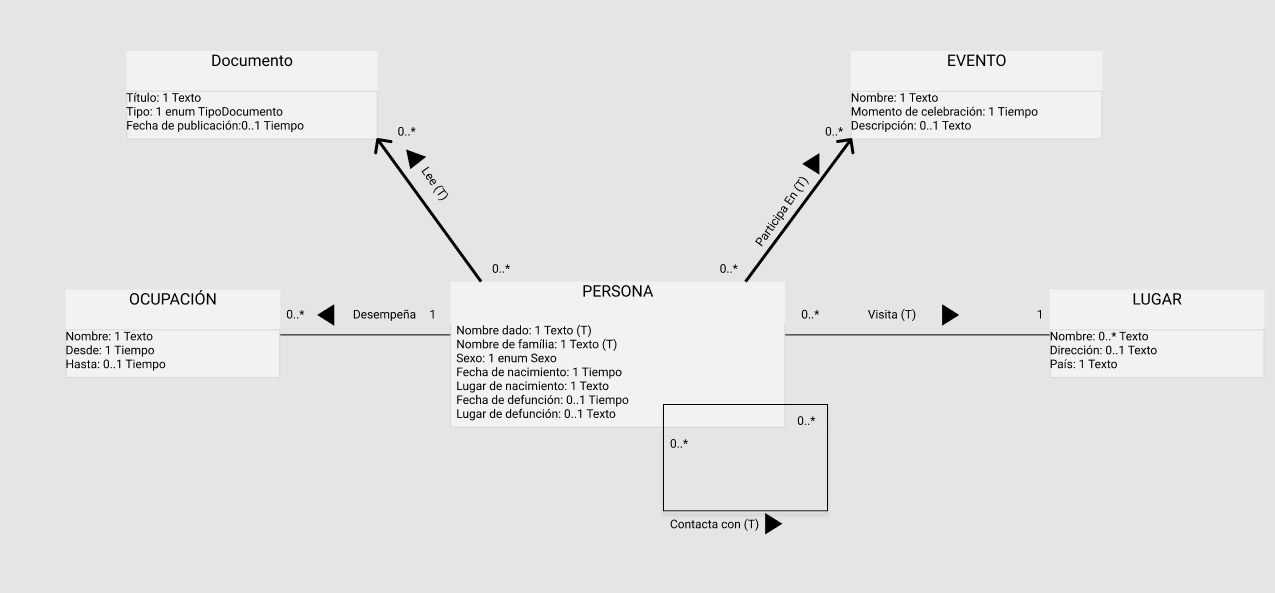 Documento
Título: 1 Texto
Tipo: 1 enum TipoDocumento
Fecha de publicación:0..1 Tiempo
EVENTO
Nombre: 1 Texto
Momento de celebración: 1 Tiempo
Descripción: 0..1 Texto
0..*
0..*
Lee (T)
Participa En (T)
0..*
0..*
OCUPACIÓN
Nombre: 1 Texto
Desde: 1 Tiempo
Hasta: 0..1 Tiempo
0..*
Desempeña
1
PERSONA
Nombre dado: 1 Texto (T)
Nombre de família: 1 Texto (T)
Sexo: 1 enum Sexo
Fecha de nacimiento: 1 Tiempo
Lugar de nacimiento: 1 Texto
Fecha de defunción: 0..1 Tiempo
Lugar de defunción: 0..1 Texto
0..*
Visita (T)
1
LUGAR
Nombre: 0..* Texto
Dirección: 0..1 Texto
País: 1 Texto
0..*
0..*
Contacta con (T)